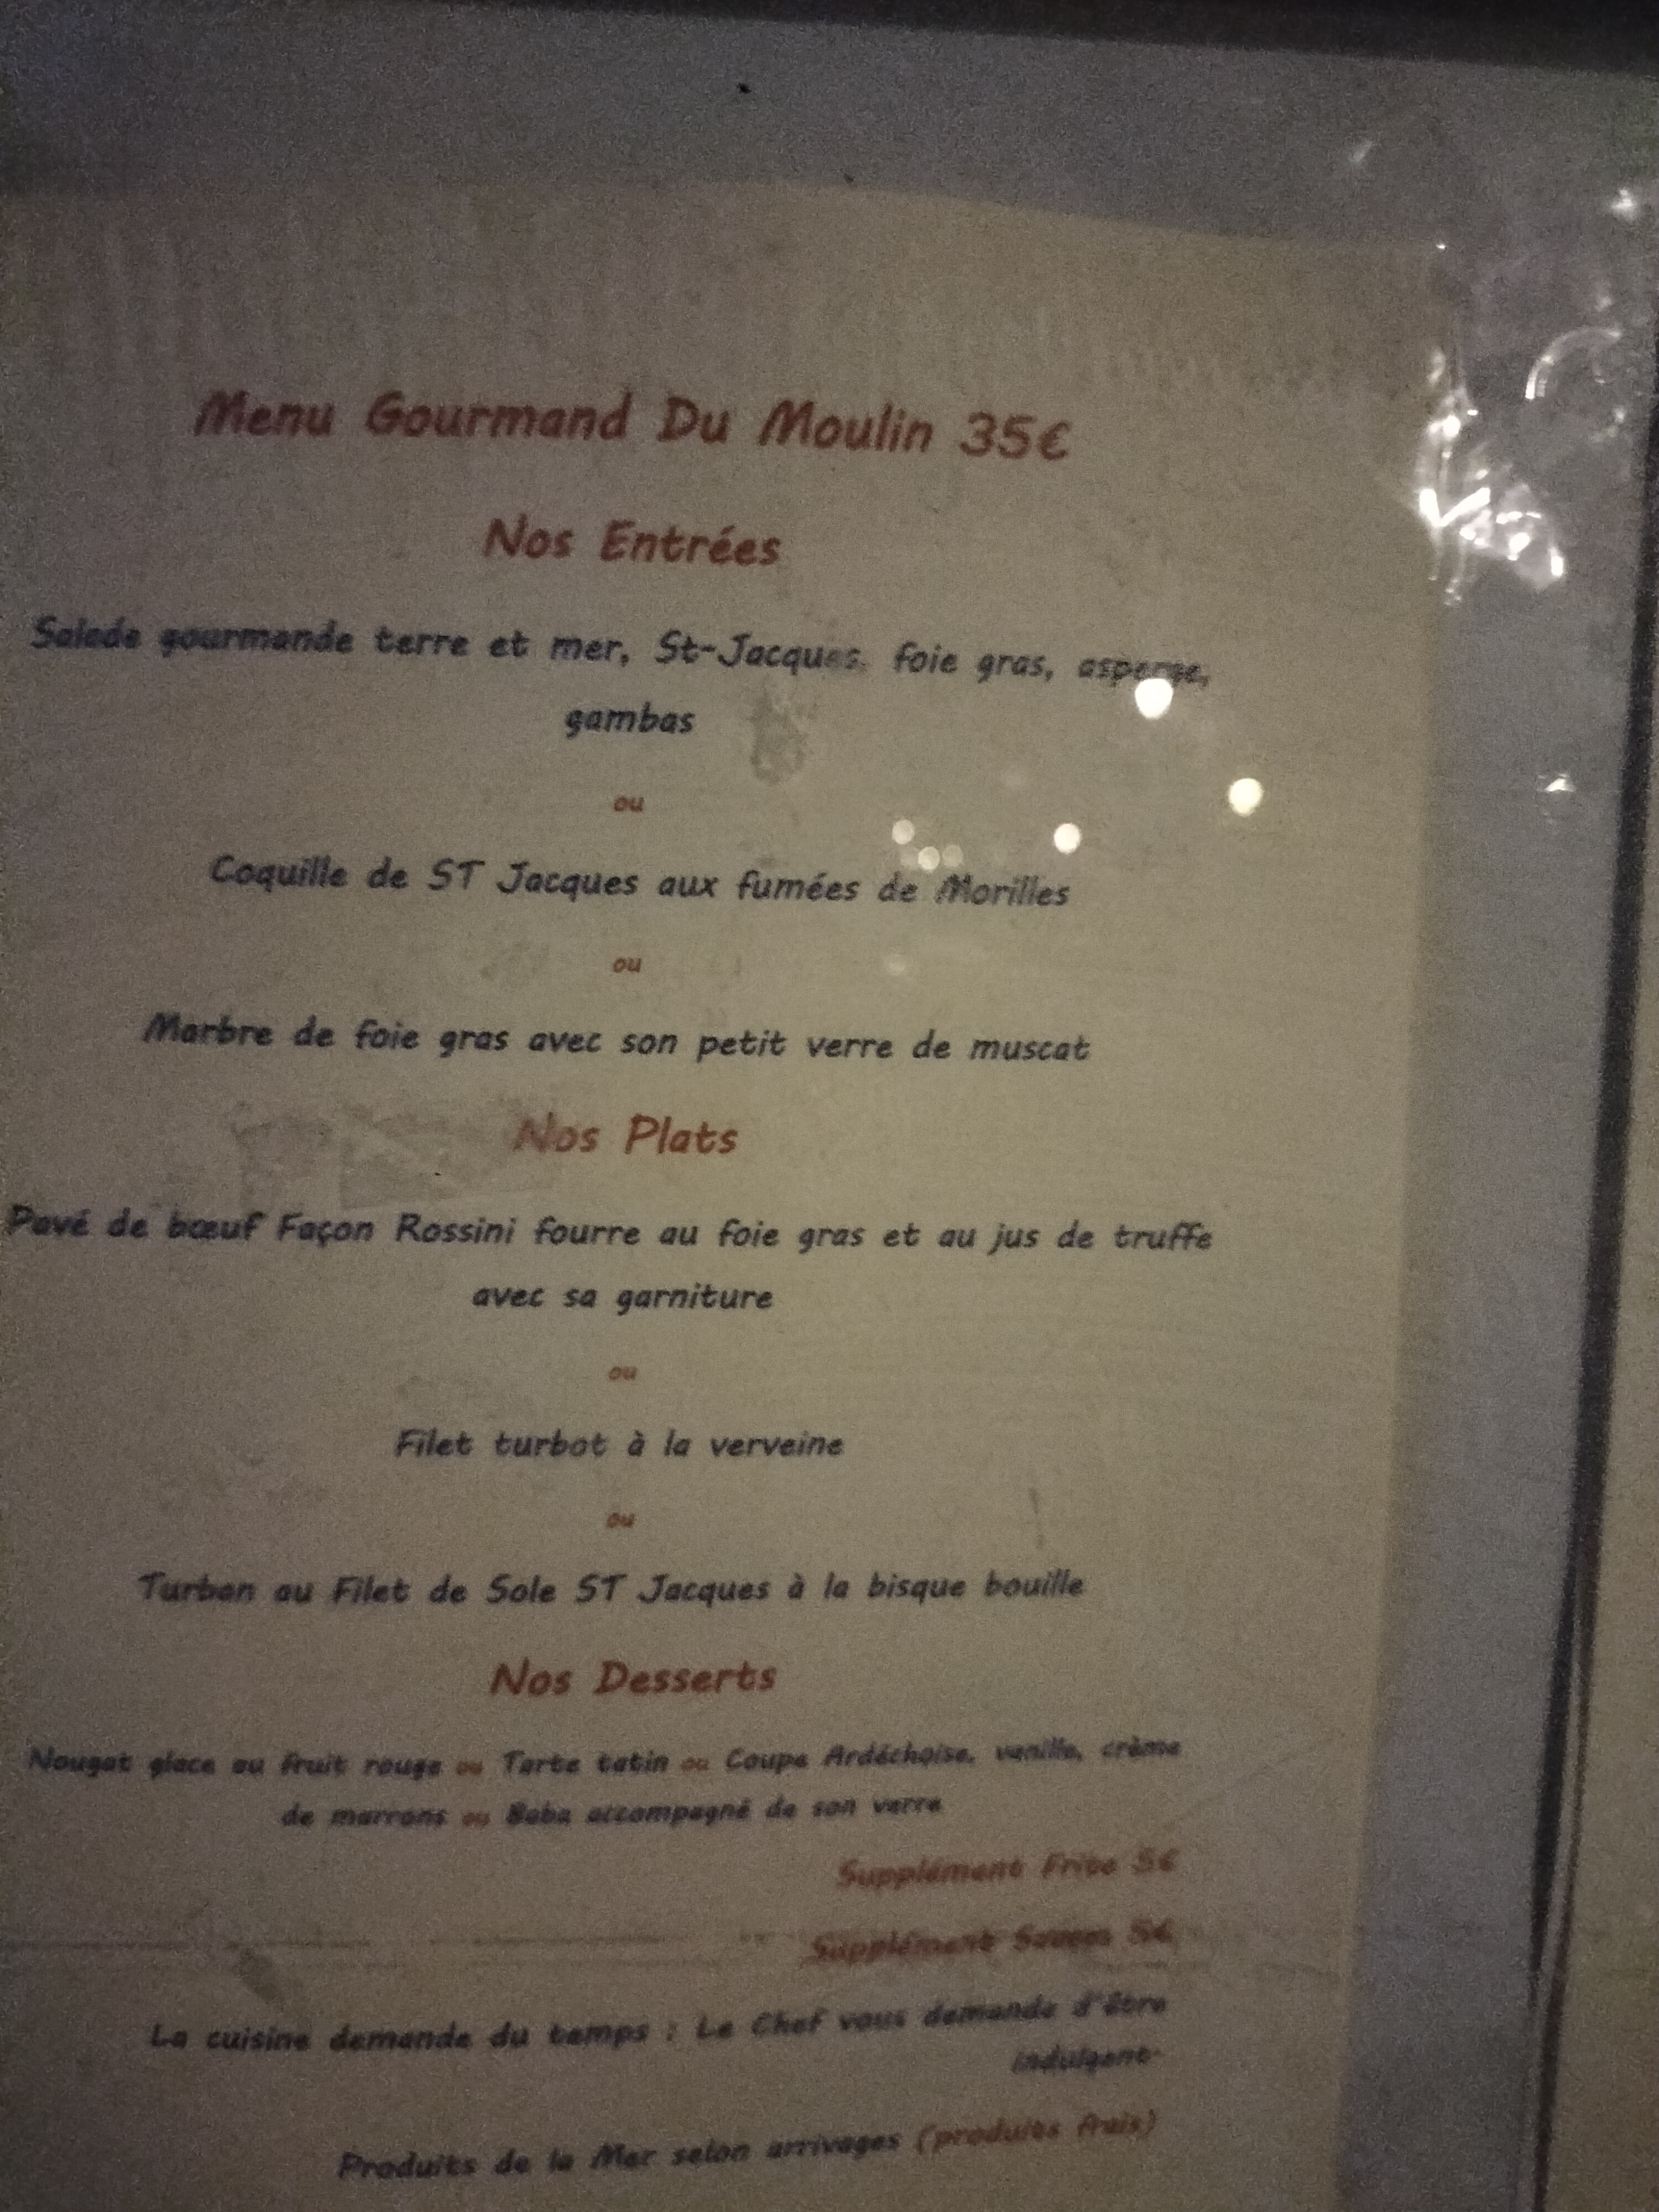 Menu Gourmand Du Moulin 35€
Nos Entrées
Salade gourmande terre et mer, St-Jacques, foie gras, asperge,
gambas
ou
Coquille de ST Jacques aux fumées de Morilles
ou
Marbre de foie gras avec son petit verre de muscat
Nos Plats
Pavé de bœuf Façon Rossini fourre au foie gras et au jus de truffe
avec sa garniture
ou
Filet turbot à la verveine
ou
Turban au Filet de Sole ST Jacques à la bisque bouille
Nos Desserts
Nougat glace au fruit rouge ou Tarte tatin ou Coupe Ardéchoise, vanille, crème
de marrons ou Baba accompagné de son verre
Supplément Frite 5€
Supplément Sauce 5€
La cuisine demande du temps : Le Chef vous demande d'être
indulgent.
Produits de la Mer selon arrivages (produits frais)